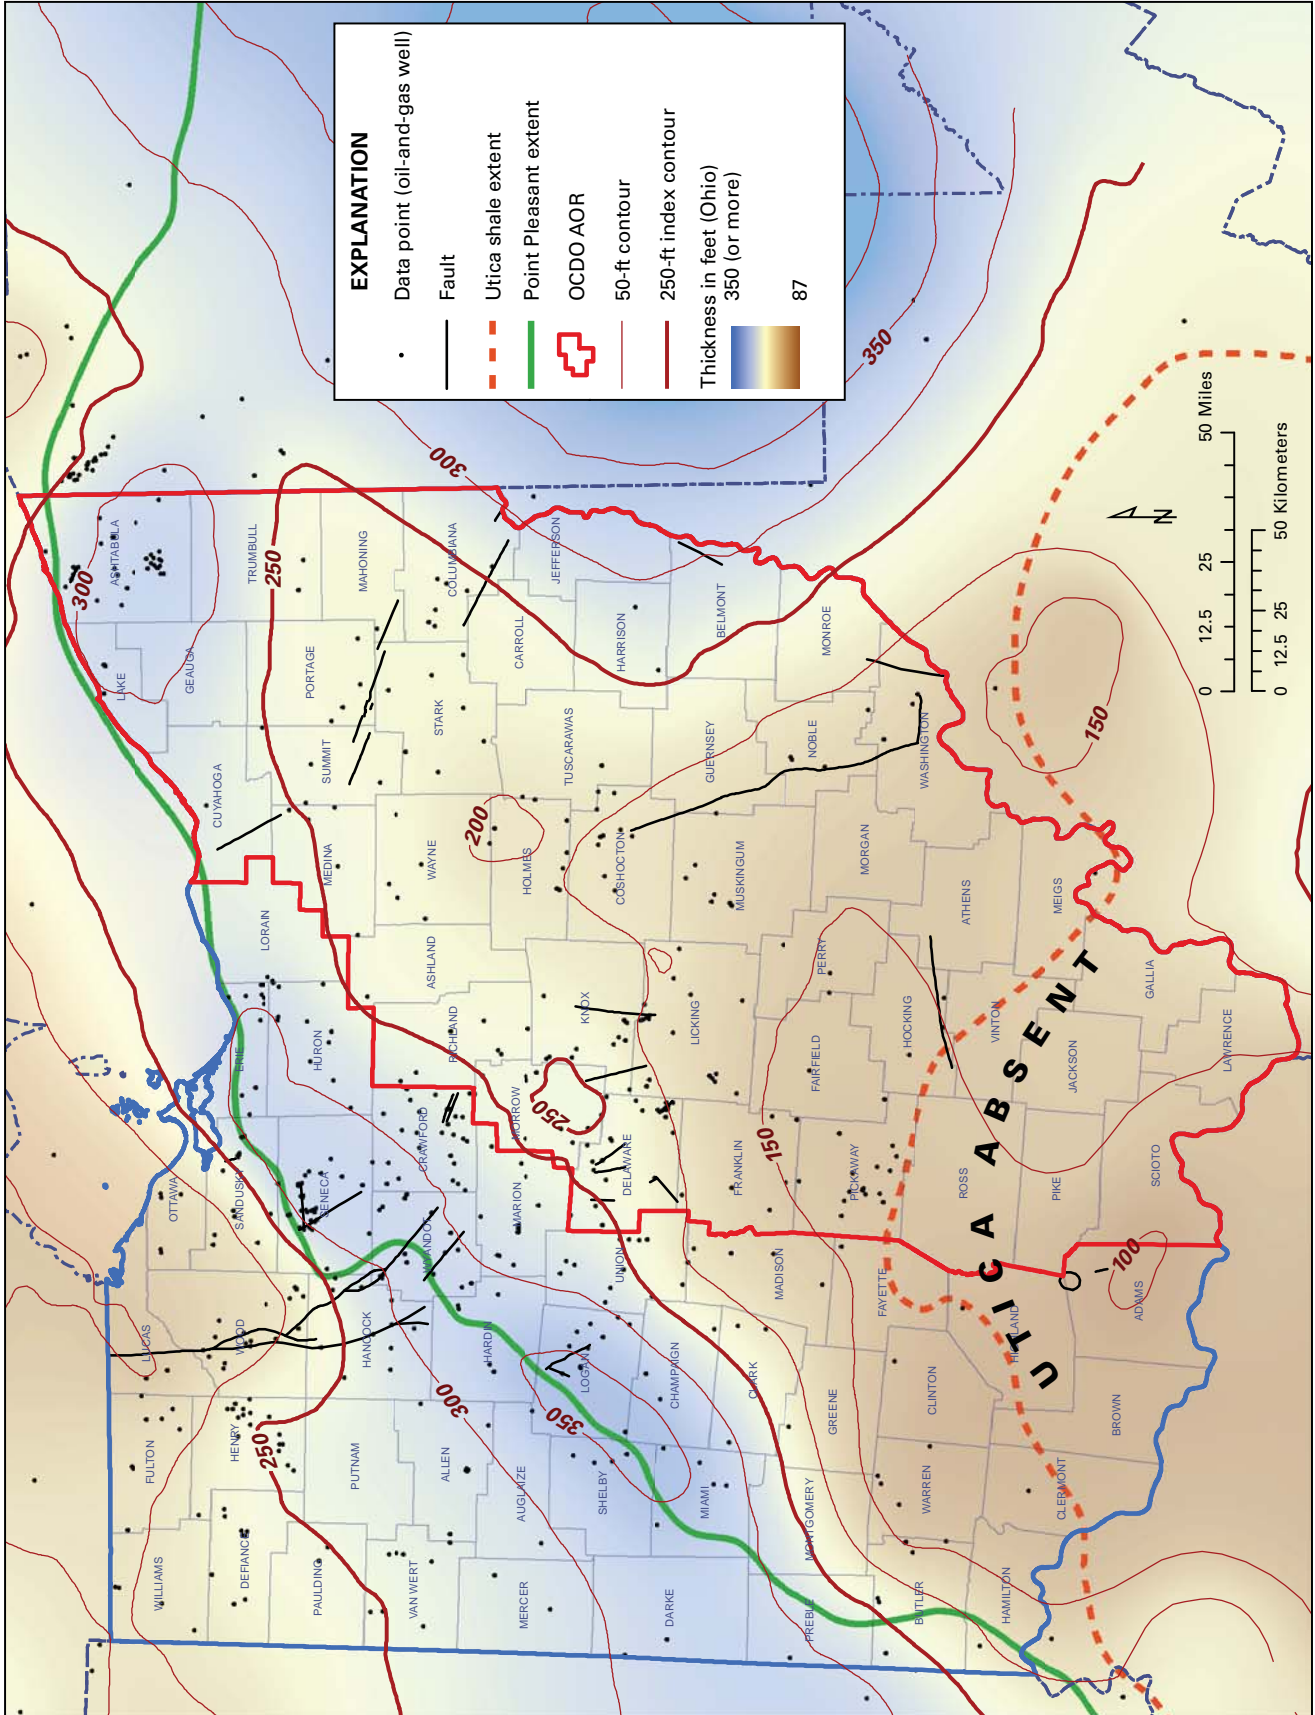 EXPLANATION
Data point (oil-and-gas well)
Fault
Utica shale extent
Point Pleasant extent
OCDO AOR
50-ft contour
250-ft index contour
Thickness in feet (Ohio)
350 (or more)
87
WILLIAMS
FULTON
LUCAS
OTTAWA
DEFIANCE
HENRY
WOOD
SANDUSKY
ERIE
LORAIN
CUYAHOGA
LAKE
GEAUGA
ASHTABULA
TRUMBULL
PAULDING
PUTNAM
HANCOCK
SENECA
HURON
MEDINA
SUMMIT
PORTAGE
MAHONING
VAN WERT
ALLEN
WYANDOT
CRAWFORD
RICHLAND
ASHLAND
WAYNE
STARK
COLUMBIANA
MERCER
AUGLAIZE
HARDIN
MARION
MORROW
KNOX
HOLMES
TUSCARAWAS
CARROLL
JEFFERSON
HARRISON
DARKE
SHELBY
LOGAN
UNION
DELAWARE
LICKING
COSHOCTON
GUERNSEY
BELMONT
MIAMI
CHAMPAIGN
CLARK
MADISON
FRANKLIN
FAIRFIELD
PERRY
MUSKINGUM
MORGAN
NOBLE
MONROE
PREBLE
MONTGOMERY
GREENE
FAYETTE
PICKAWAY
HOCKING
ATHENS
WASHINGTON
BUTLER
WARREN
CLINTON
HIGHLAND
ROSS
VINTON
MEIGS
HAMILTON
CLERMONT
BROWN
ADAMS
PIKE
SCIOTO
JACKSON
GALLIA
LAWRENCE
UTICA ABSENT
300
250
300
350
200
250
250
300
350
150
150
100
N
0 12.5 25 50 Miles
0 12.5 25 50 Kilometers